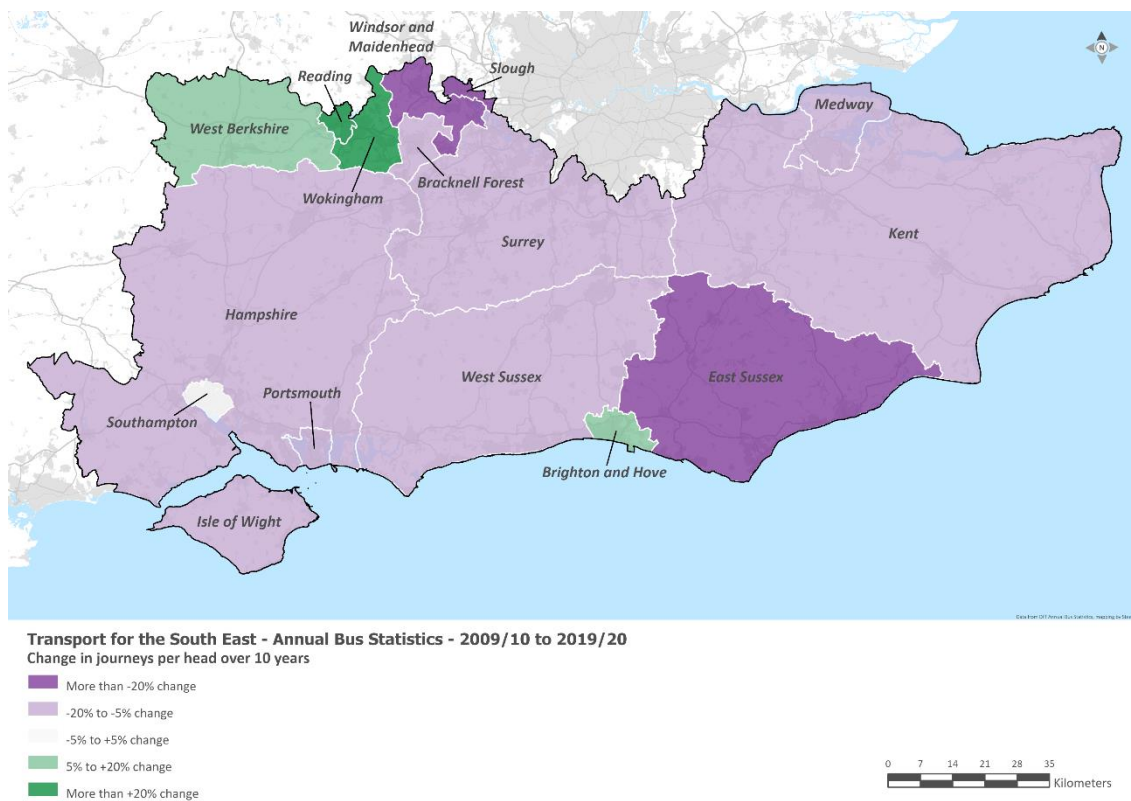 Windsor and
Maidenhead
Slough
Reading
Medway
N
West Berkshire
Bracknell Forest
Wokingham
Kent
Surrey
Hampshire
West Sussex
East Sussex
Portsmouth
Southampton
Brighton and Hove
Isle of Wight
Transport for the South East - Annual Bus Statistics - 2009/10 to 2019/20
Change in journeys per head over 10 years
More than -20% change
-20% to -5% change
-5% to +5% change
5% to +20% change
More than +20% change
0 7 14 21 28 35
Kilometers